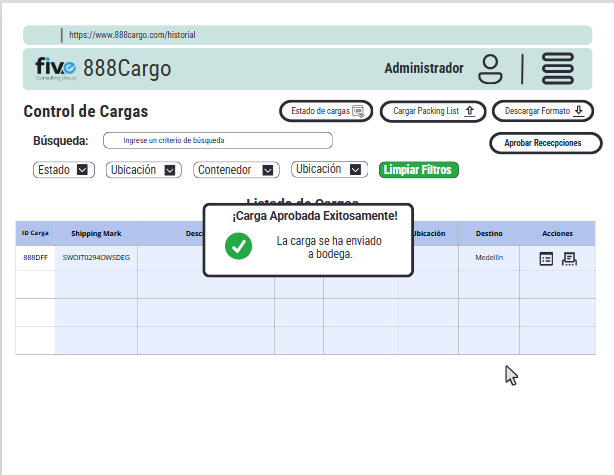 https://www.888cargo.com/historial
five
Consulting Group
888Cargo
Administrador
Control de Cargas
Estado de cargas
Cargar Packing List
Descargar Formato
Búsqueda:
Ingrese un criterio de búsqueda
Aprobar Rececpciones
Estado
Ubicación
Contenedor
Ubicación
Limpiar Filtros
Listado de Cargas
¡Carga Aprobada Exitosamente!
La carga se ha enviado
a bodega.
ID Carga
Shipping Mark
Desc
Ubicación
Destino
Acciones
888DFF
SWOIT0294OWSDEG
Medellín